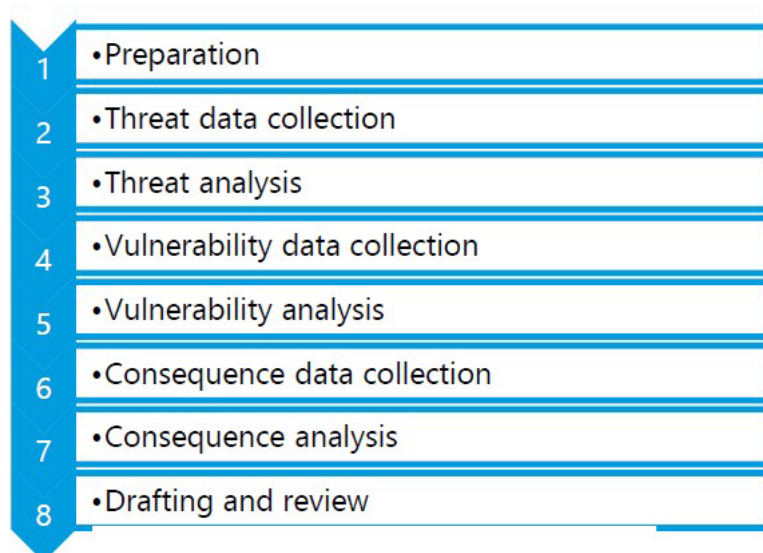 1 •Preparation
2 •Threat data collection
3 •Threat analysis
4 •Vulnerability data collection
5 •Vulnerability analysis
6 •Consequence data collection
7 •Consequence analysis
8 •Drafting and review